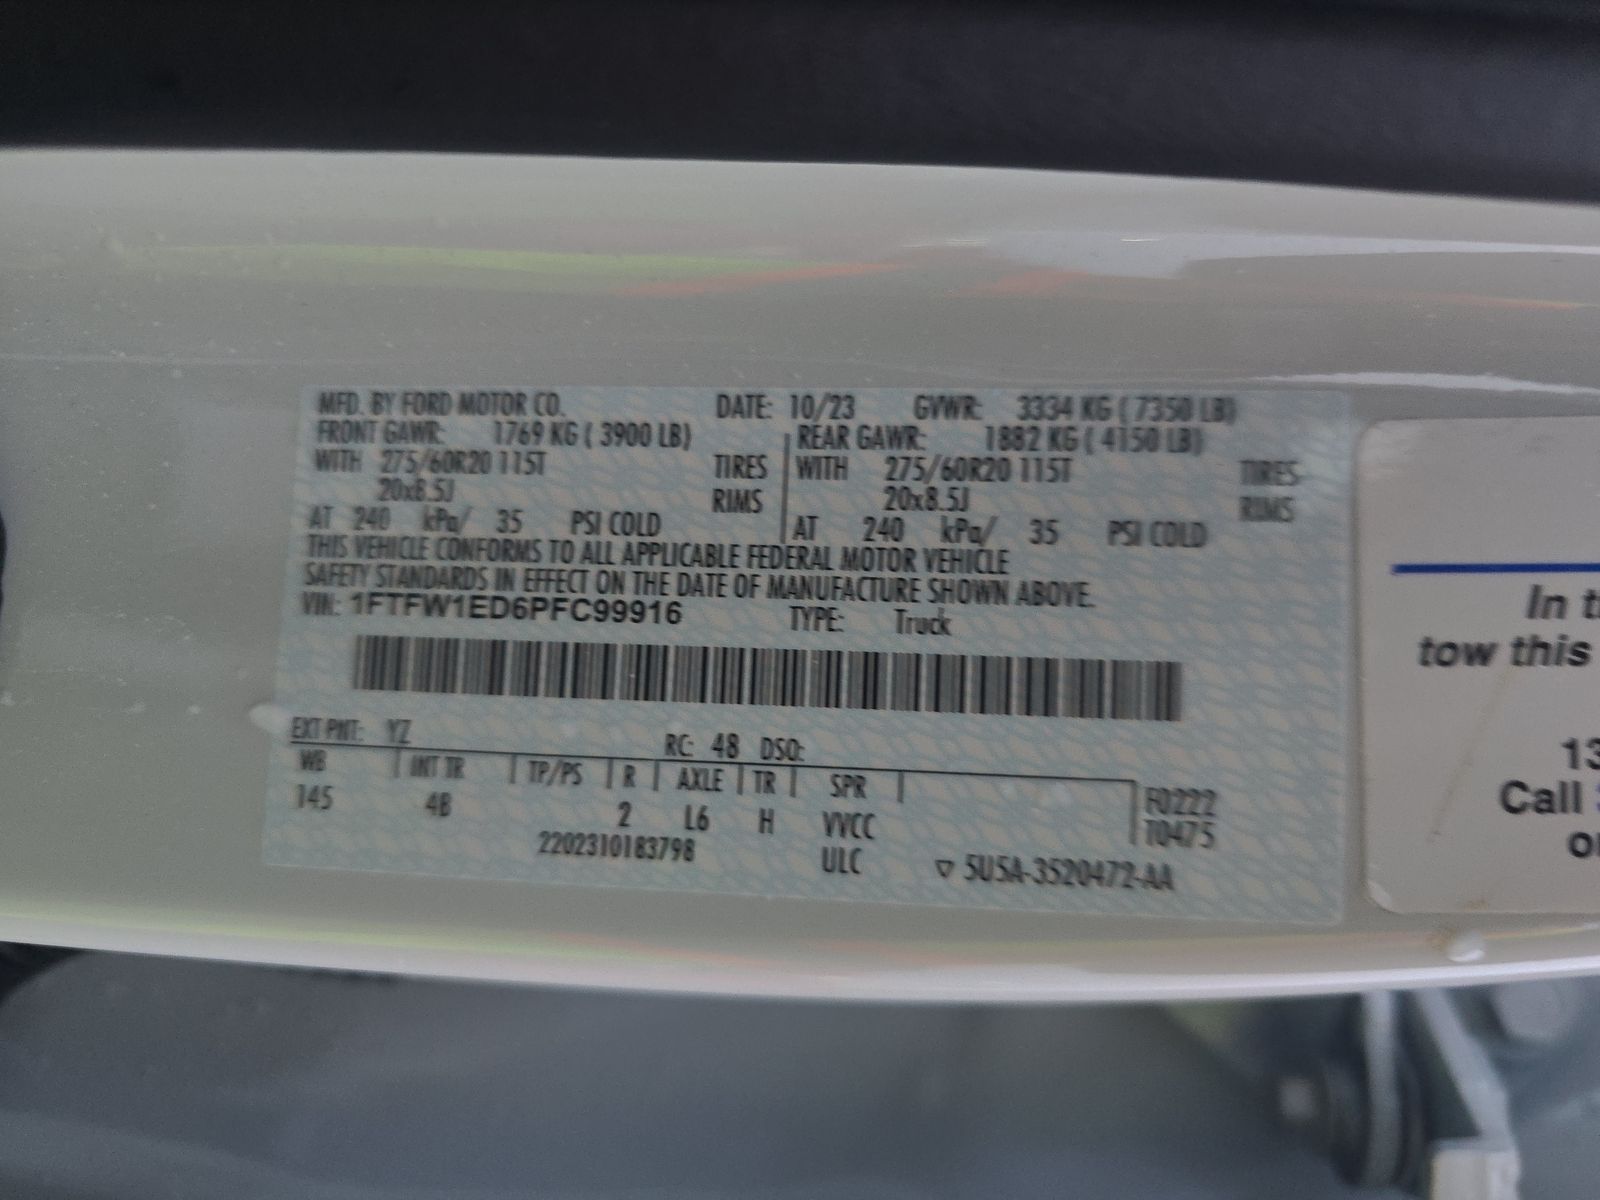 MFD. BY FORD MOTOR CO. DATE: 10/23 GVWR: 3334 KG ( 7350 LB)
FRONT GAWR: 1769 KG ( 3900 LB) REAR GAWR: 1882 KG ( 4150 LB)
WITH 275/60R20 115T TIRES WITH 275/60R20 115T TIRES
20x8.5J RIMS 20x8.5J RIMS
AT 240 kPa/ 35 PSI COLD AT 240 kPa/ 35 PSI COLD
THIS VEHICLE CONFORMS TO ALL APPLICABLE FEDERAL MOTOR VEHICLE
SAFETY STANDARDS IN EFFECT ON THE DATE OF MANUFACTURE SHOWN ABOVE.
VIN: 1FTFW1ED6PFC99916 TYPE: Truck
EXT PNT: YZ RC: 48 DSO:
WB INT TR TP/PS R AXLE TR SPR F0222
145 4B 2 L6 H VVCC T0475
2202310183798 ULC ▽ 5U5A-3520472-AA
In t
tow this
13
Call
o